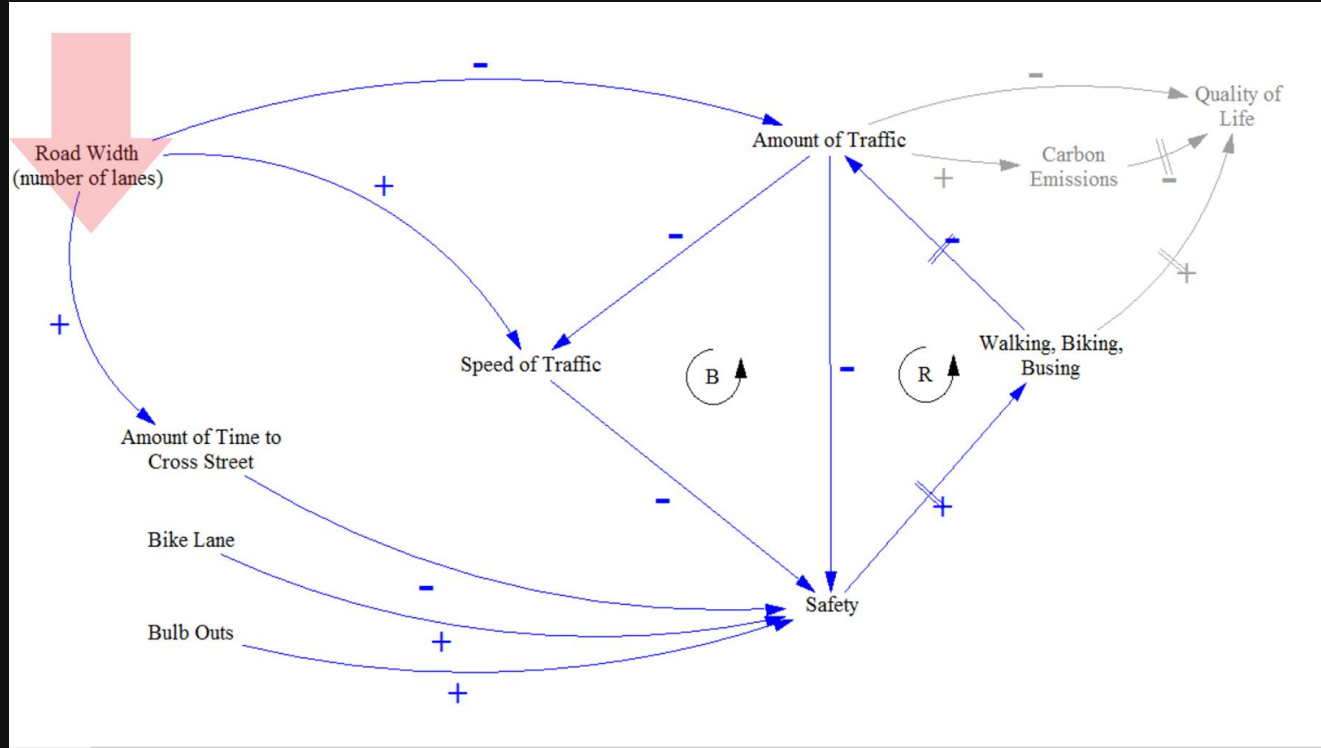 -
-
Quality of
Life
Amount of Traffic
Road Width
(number of lanes)
Carbon
Emissions
+
-
+
-
-
+
+
Walking, Biking,
Busing
Speed of Traffic
B
-
R
Amount of Time to
Cross Street
-
+
Bike Lane
-
Safety
Bulb Outs
+
+